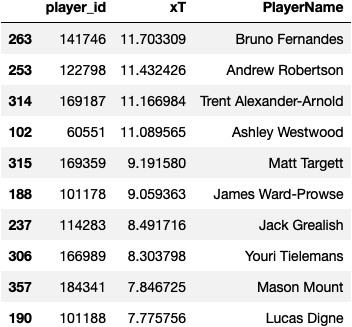 player_id xT PlayerName
263 141746 11.703309 Bruno Fernandes
253 122798 11.432426 Andrew Robertson
314 169187 11.166984 Trent Alexander-Arnold
102 60551 11.089565 Ashley Westwood
315 169359 9.191580 Matt Targett
188 101178 9.059363 James Ward-Prowse
237 114283 8.491716 Jack Grealish
306 166989 8.303798 Youri Tielemans
357 184341 7.846725 Mason Mount
190 101188 7.775756 Lucas Digne